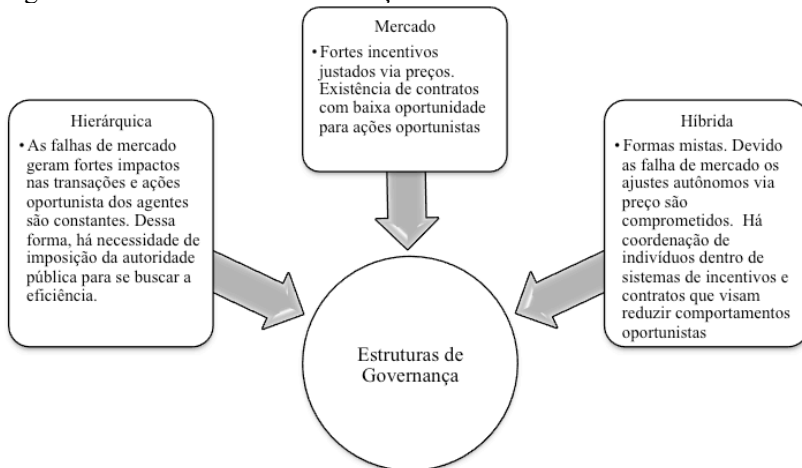 Mercado
• Fortes incentivos
justados via preços.
Existência de contratos
com baixa oportunidade
para ações oportunistas
Hierárquica
• As falhas de mercado
geram fortes impactos
nas transações e ações
oportunista dos agentes
são constantes. Dessa
forma, há necessidade de
imposição da autoridade
pública para se buscar a
eficiência.
Híbrida
• Formas mistas. Devido
as falha de mercado os
ajustes autônomos via
preço são
comprometidos. Há
coordenação de
indivíduos dentro de
sistemas de incentivos e
contratos que visam
reduzir comportamentos
oportunistas
Estruturas de
Governança